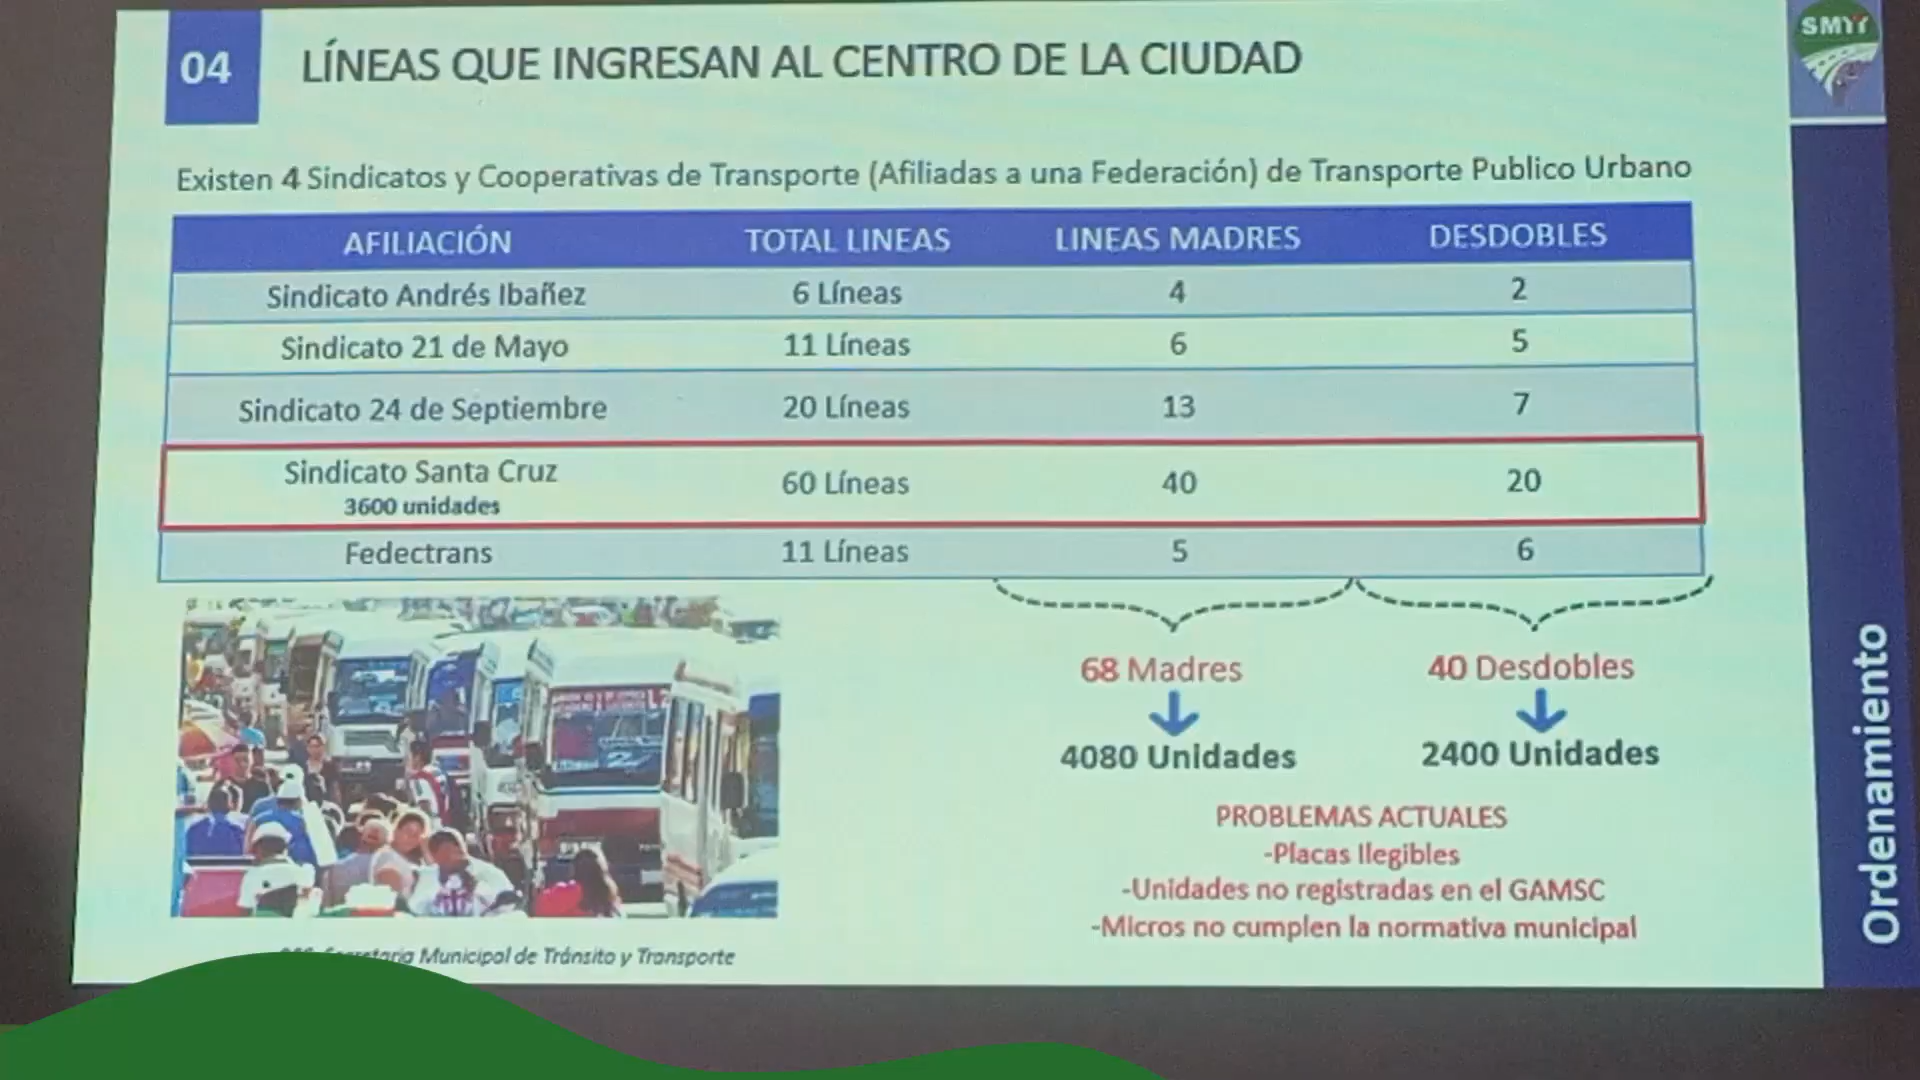 04
LÍNEAS QUE INGRESAN AL CENTRO DE LA CIUDAD
SMTT
Existen 4 Sindicatos y Cooperativas de Transporte (Afiliadas a una Federación) de Transporte Publico Urbano
AFILIACIÓN TOTAL LINEAS LINEAS MADRES DESDOBLES
Sindicato Andrés Ibañez 6 Líneas 4 2
Sindicato 21 de Mayo 11 Líneas 6 5
Sindicato 24 de Septiembre 20 Líneas 13 7
Sindicato Santa Cruz 60 Líneas 40 20
3600 unidades
Fedectrans 11 Líneas 5 6
68 Madres 40 Desdobles
4080 Unidades 2400 Unidades
PROBLEMAS ACTUALES
-Placas Ilegibles
-Unidades no registradas en el GAMSC
-Micros no cumplen la normativa municipal
Municipal de Tránsito y Transporte
Ordenamiento